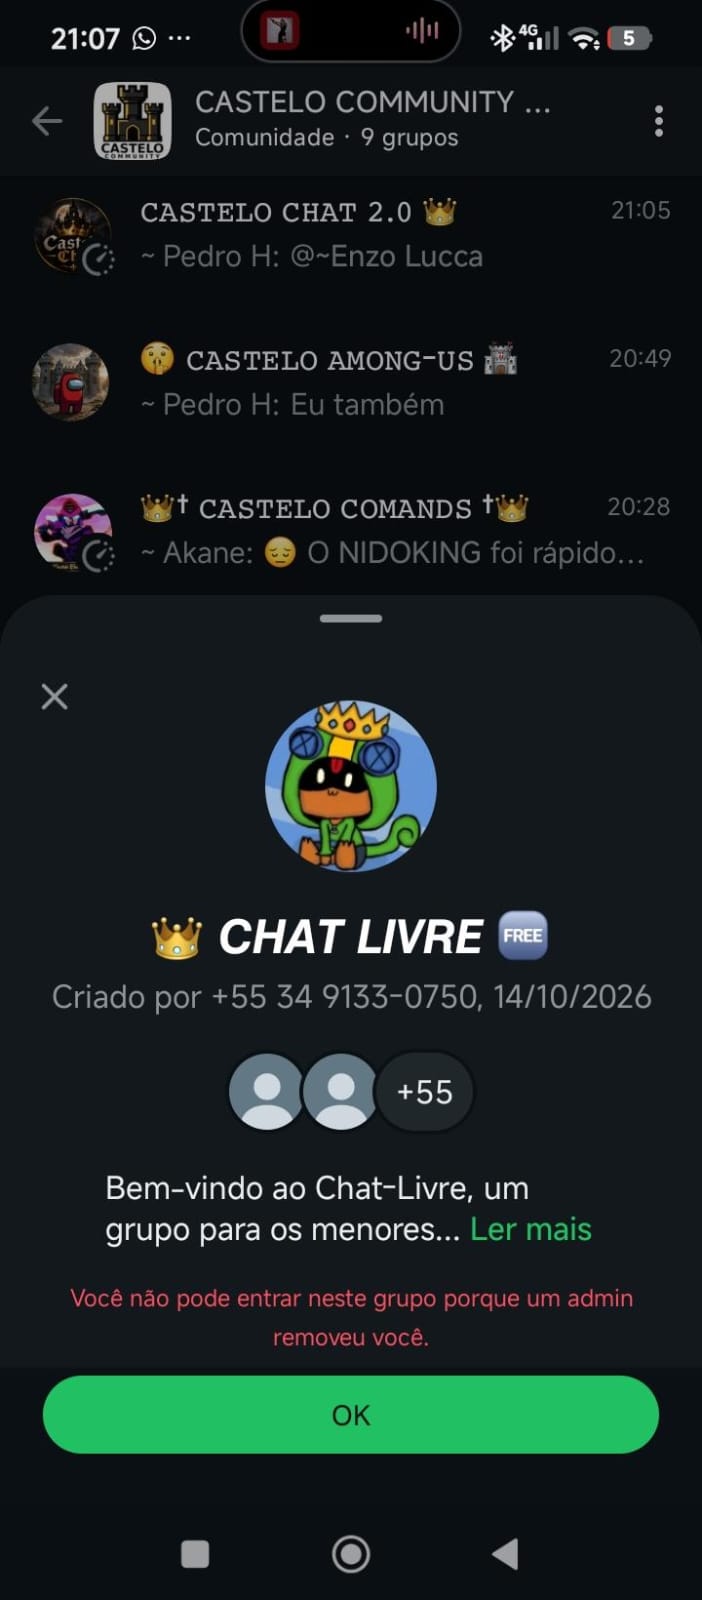 21:07 ...
4G 5
CASTELO COMMUNITY ...
CASTELO
COMMUNITY
Comunidade · 9 grupos
CASTELO CHAT 2.0 👑 21:05
~ Pedro H: @~Enzo Lucca
🤫 CASTELO AMONG-US 🏰 20:49
~ Pedro H: Eu também
👑† CASTELO COMANDS †👑 20:28
~ Akane: 😔 O NIDOKING foi rápido...
👑 CHAT LIVRE 🆓
Criado por +55 34 9133-0750, 14/10/2026
+55
Bem-vindo ao Chat-Livre, um
grupo para os menores... Ler mais
Você não pode entrar neste grupo porque um admin
removeu você.
OK